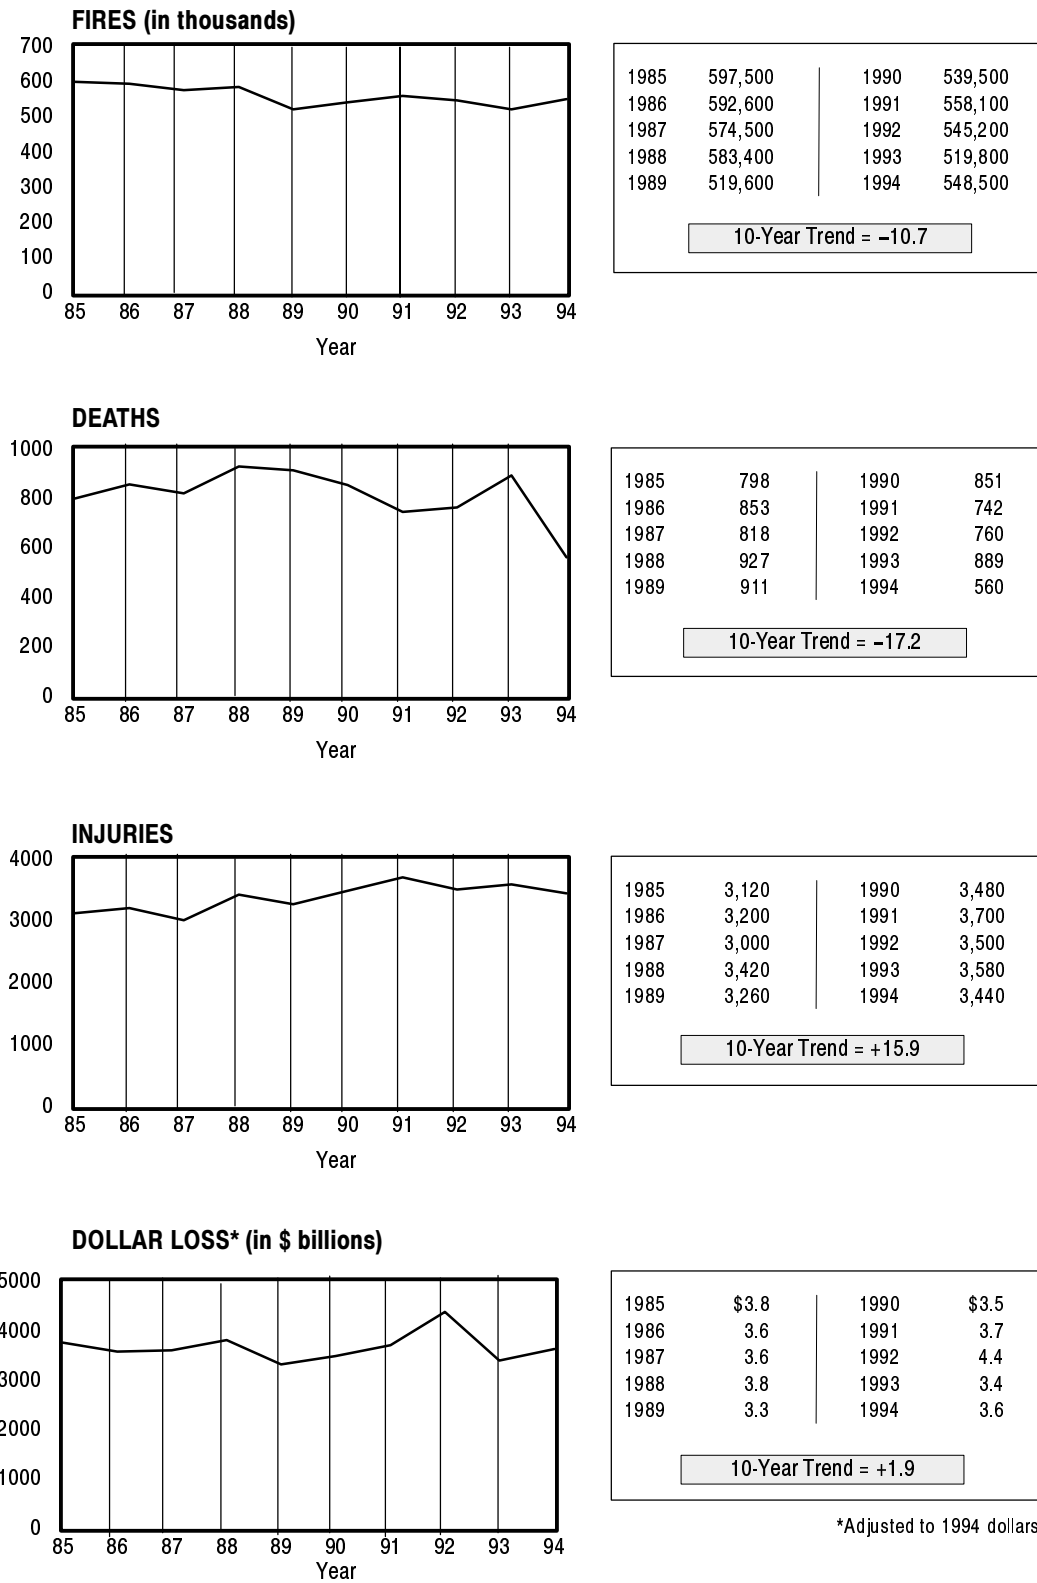 FIRES (in thousands)
700
600
500
400
300
200
100
0
85 86 87 88 89 90 91 92 93 94
Year
1985 597,500 1990 539,500
1986 592,600 1991 558,100
1987 574,500 1992 545,200
1988 583,400 1993 519,800
1989 519,600 1994 548,500
10-Year Trend = –10.7
DEATHS
1000
800
600
400
200
0
85 86 87 88 89 90 91 92 93 94
Year
1985 798 1990 851
1986 853 1991 742
1987 818 1992 760
1988 927 1993 889
1989 911 1994 560
10-Year Trend = –17.2
INJURIES
4000
3000
2000
1000
0
85 86 87 88 89 90 91 92 93 94
Year
1985 3,120 1990 3,480
1986 3,200 1991 3,700
1987 3,000 1992 3,500
1988 3,420 1993 3,580
1989 3,260 1994 3,440
10-Year Trend = +15.9
DOLLAR LOSS* (in $ billions)
5000
4000
3000
2000
1000
0
85 86 87 88 89 90 91 92 93 94
Year
1985 $3.8 1990 $3.5
1986 3.6 1991 3.7
1987 3.6 1992 4.4
1988 3.8 1993 3.4
1989 3.3 1994 3.6
10-Year Trend = +1.9
*Adjusted to 1994 dollars